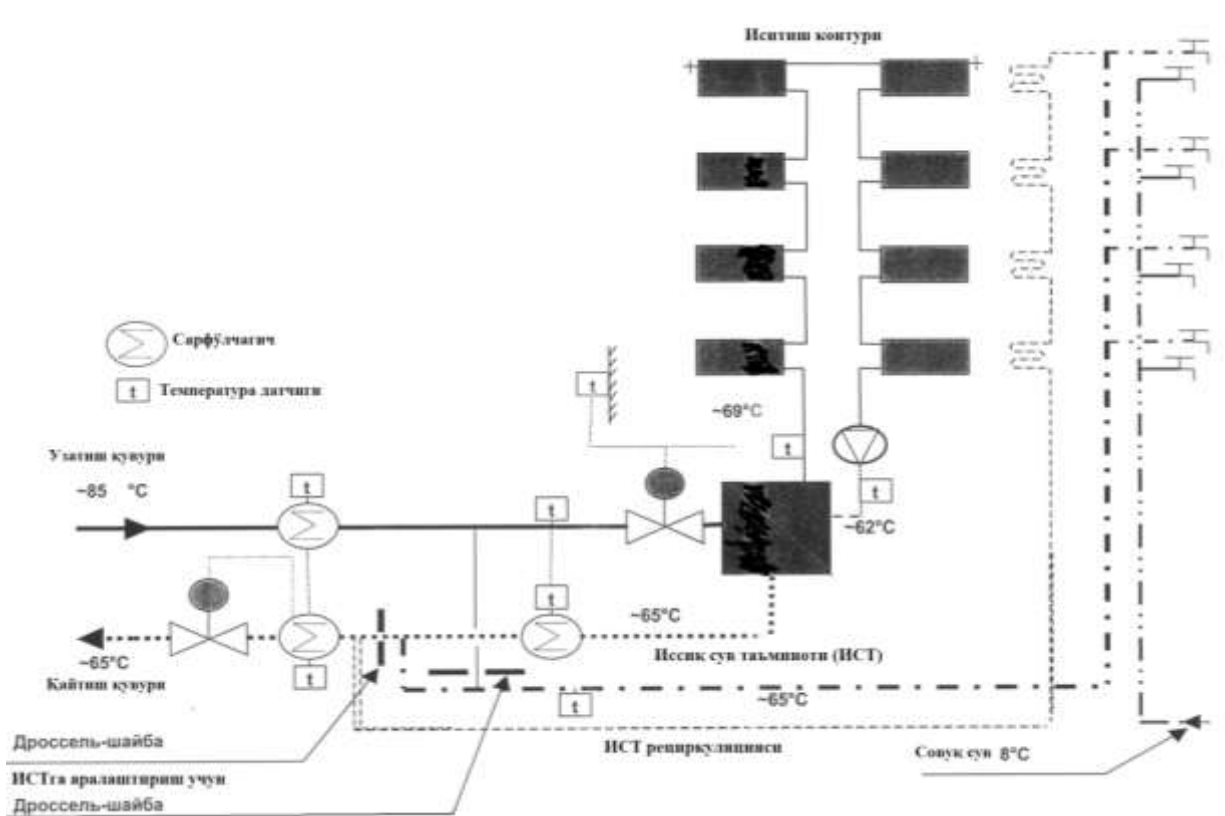 Иситиш контури
Сарфўлчагич
t
Температура датчиги
t
~69°C
t
Узатиш қувури
~85 °C
t
t
t
~62°C
t
~65°C
~65°C
Қайтиш қувури
t
Иссиқ сув таъминоти (ИСТ)
t
~65°C
Дроссель-шайба
ИСТ рециркуляцияси
Совуқ сув 8°C
ИСТга аралаштириш учун
Дроссель-шайба